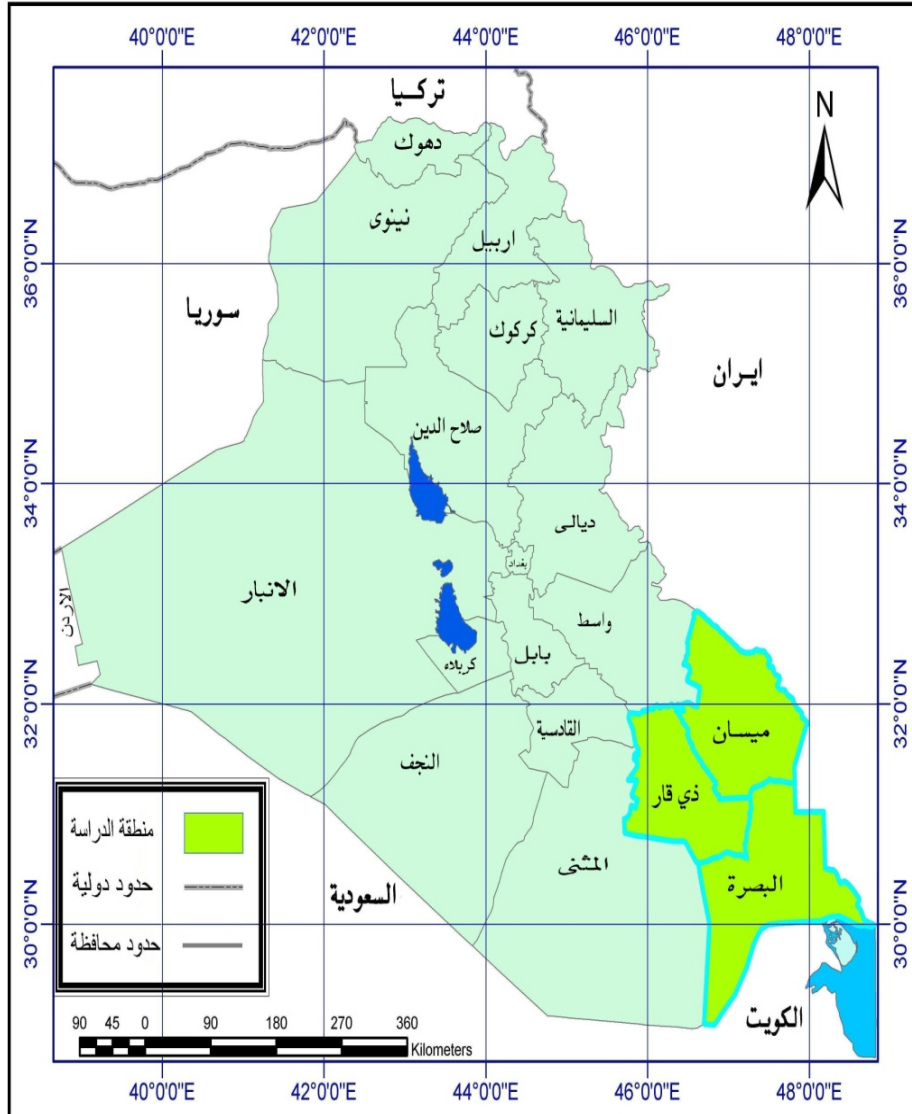 40°0'0"E 42°0'0"E 44°0'0"E 46°0'0"E 48°0'0"E
تركـيا
N
دهوك
نينوى
اربيل
36°0'0"N 36°0'0"N
سوريا
كركوك
السليمانية
ايـران
صلاح الدين
34°0'0"N 34°0'0"N
ديالى
بغداد
الانبار
الاردن
واسط
كربلاء
بابل
32°0'0"N 32°0'0"N
القادسية
ميسان
النجف
ذي قار
منطقة الدراسة
حدود دولية
حدود محافظة
المثنى
البصرة
السعودية
30°0'0"N 30°0'0"N
الكويت
90 45 0 90 180 270 360
Kilometers
40°0'0"E 42°0'0"E 44°0'0"E 46°0'0"E 48°0'0"E